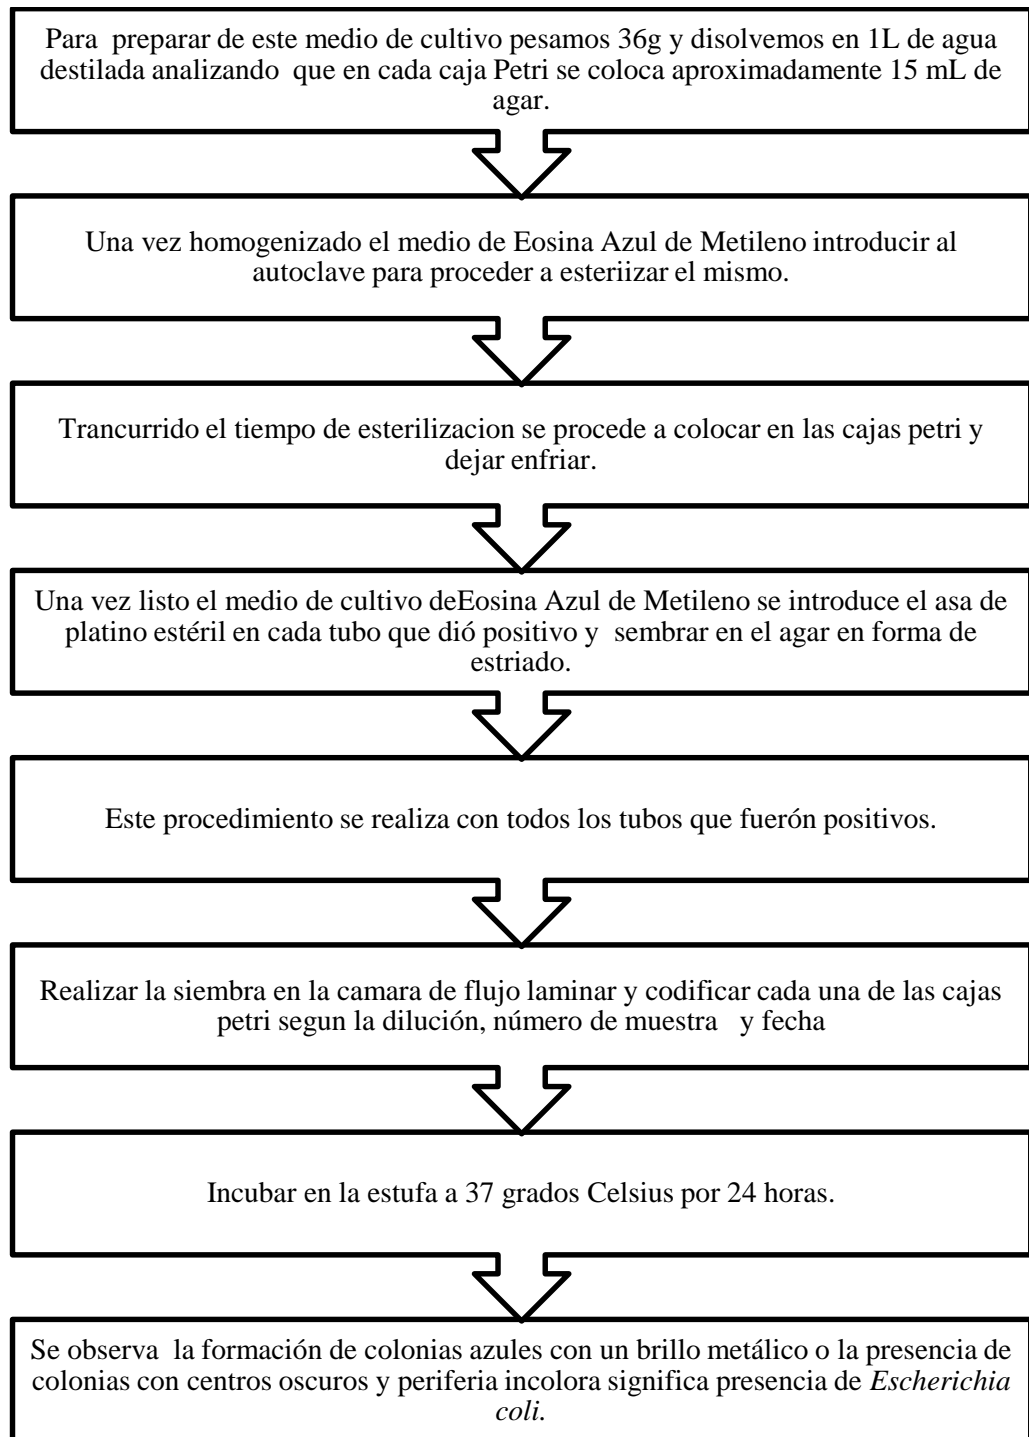 Para preparar de este medio de cultivo pesamos 36g y disolvemos en 1L de agua
destilada analizando que en cada caja Petri se coloca aproximadamente 15 mL de
agar.
Una vez homogenizado el medio de Eosina Azul de Metileno introducir al
autoclave para proceder a esteriizar el mismo.
Trancurrido el tiempo de esterilizacion se procede a colocar en las cajas petri y
dejar enfriar.
Una vez listo el medio de cultivo deEosina Azul de Metileno se introduce el asa de
platino estéril en cada tubo que dió positivo y sembrar en el agar en forma de
estriado.
Este procedimiento se realiza con todos los tubos que fuerón positivos.
Realizar la siembra en la camara de flujo laminar y codificar cada una de las cajas
petri segun la dilución, número de muestra y fecha
Incubar en la estufa a 37 grados Celsius por 24 horas.
Se observa la formación de colonias azules con un brillo metálico o la presencia de
colonias con centros oscuros y periferia incolora significa presencia de Escherichia
coli.